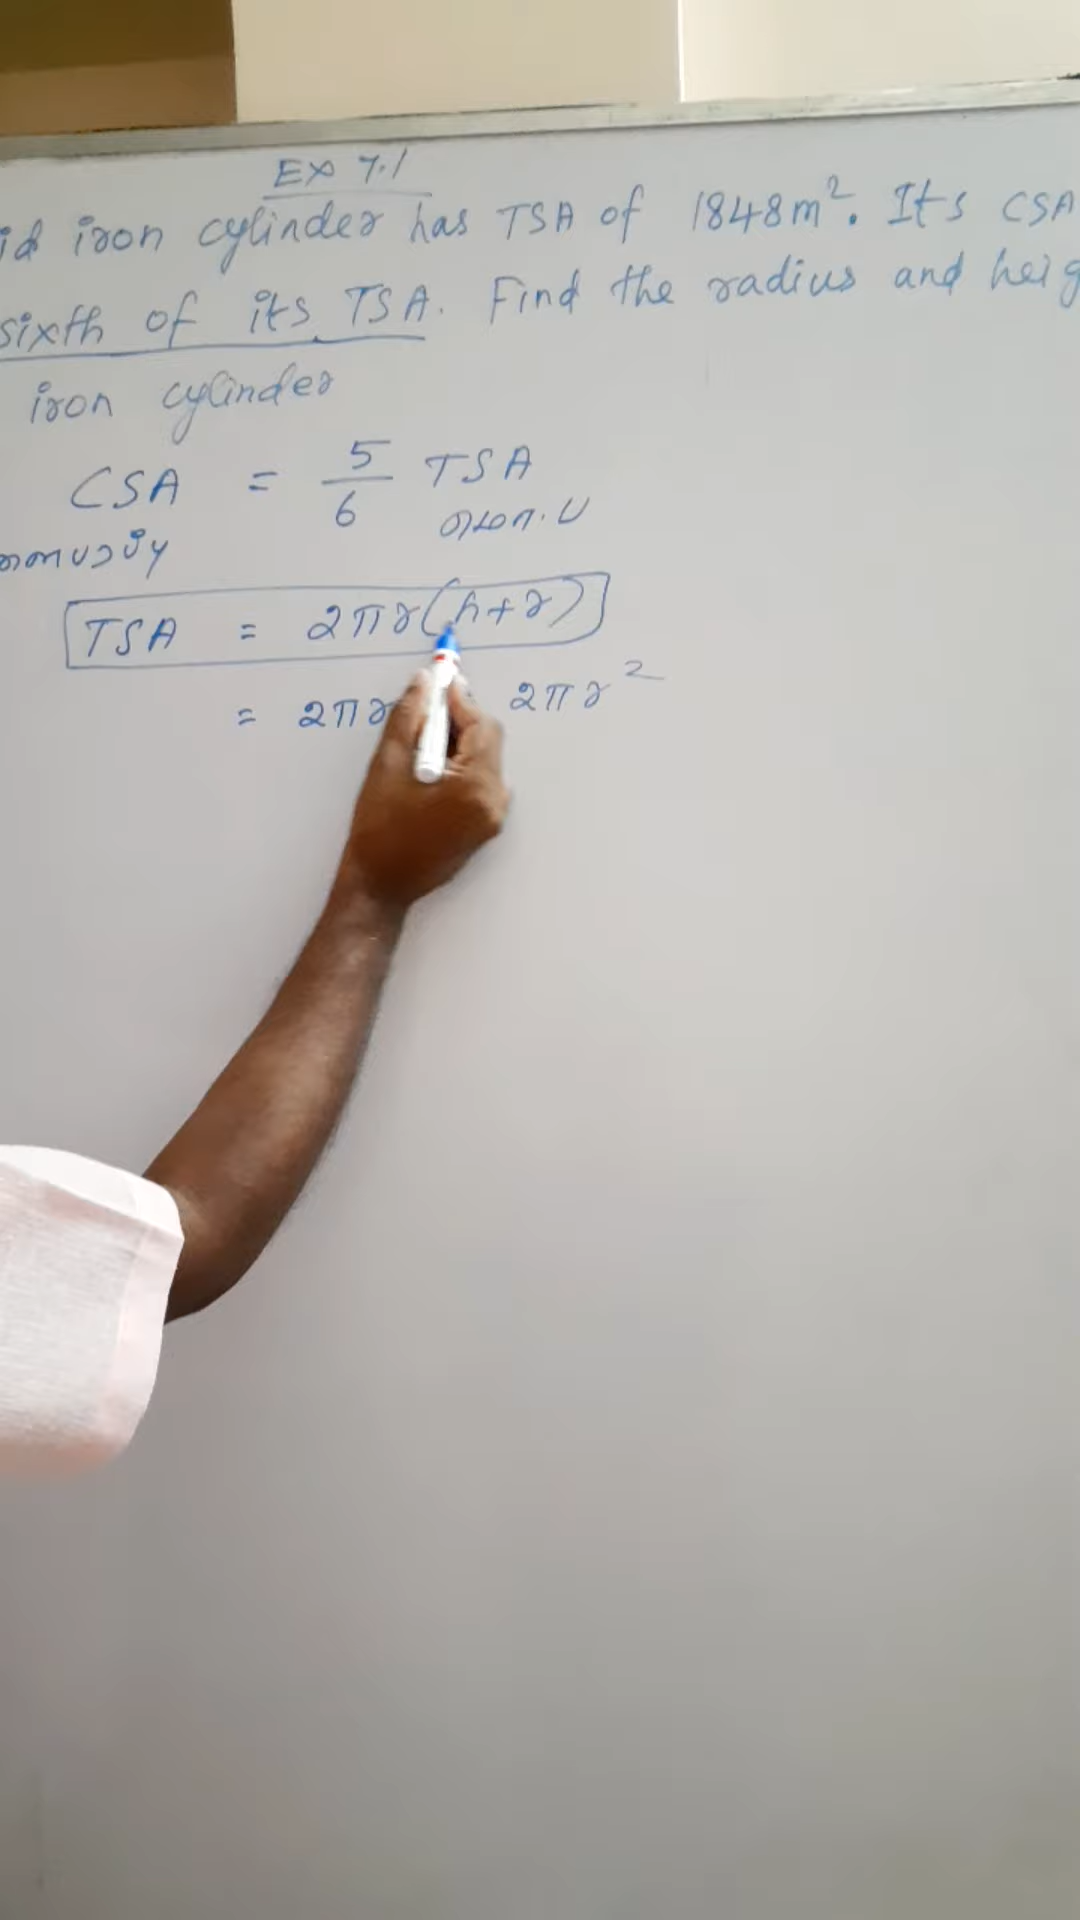 Ex 7.1
id iron cylinder has TSA of 1848m². Its CSA
sixth of its TSA. Find the radius and heig
iron cylinder
CSA = 5/6 TSA
TSA = 2πr(h+r)
= 2πr 2πr²